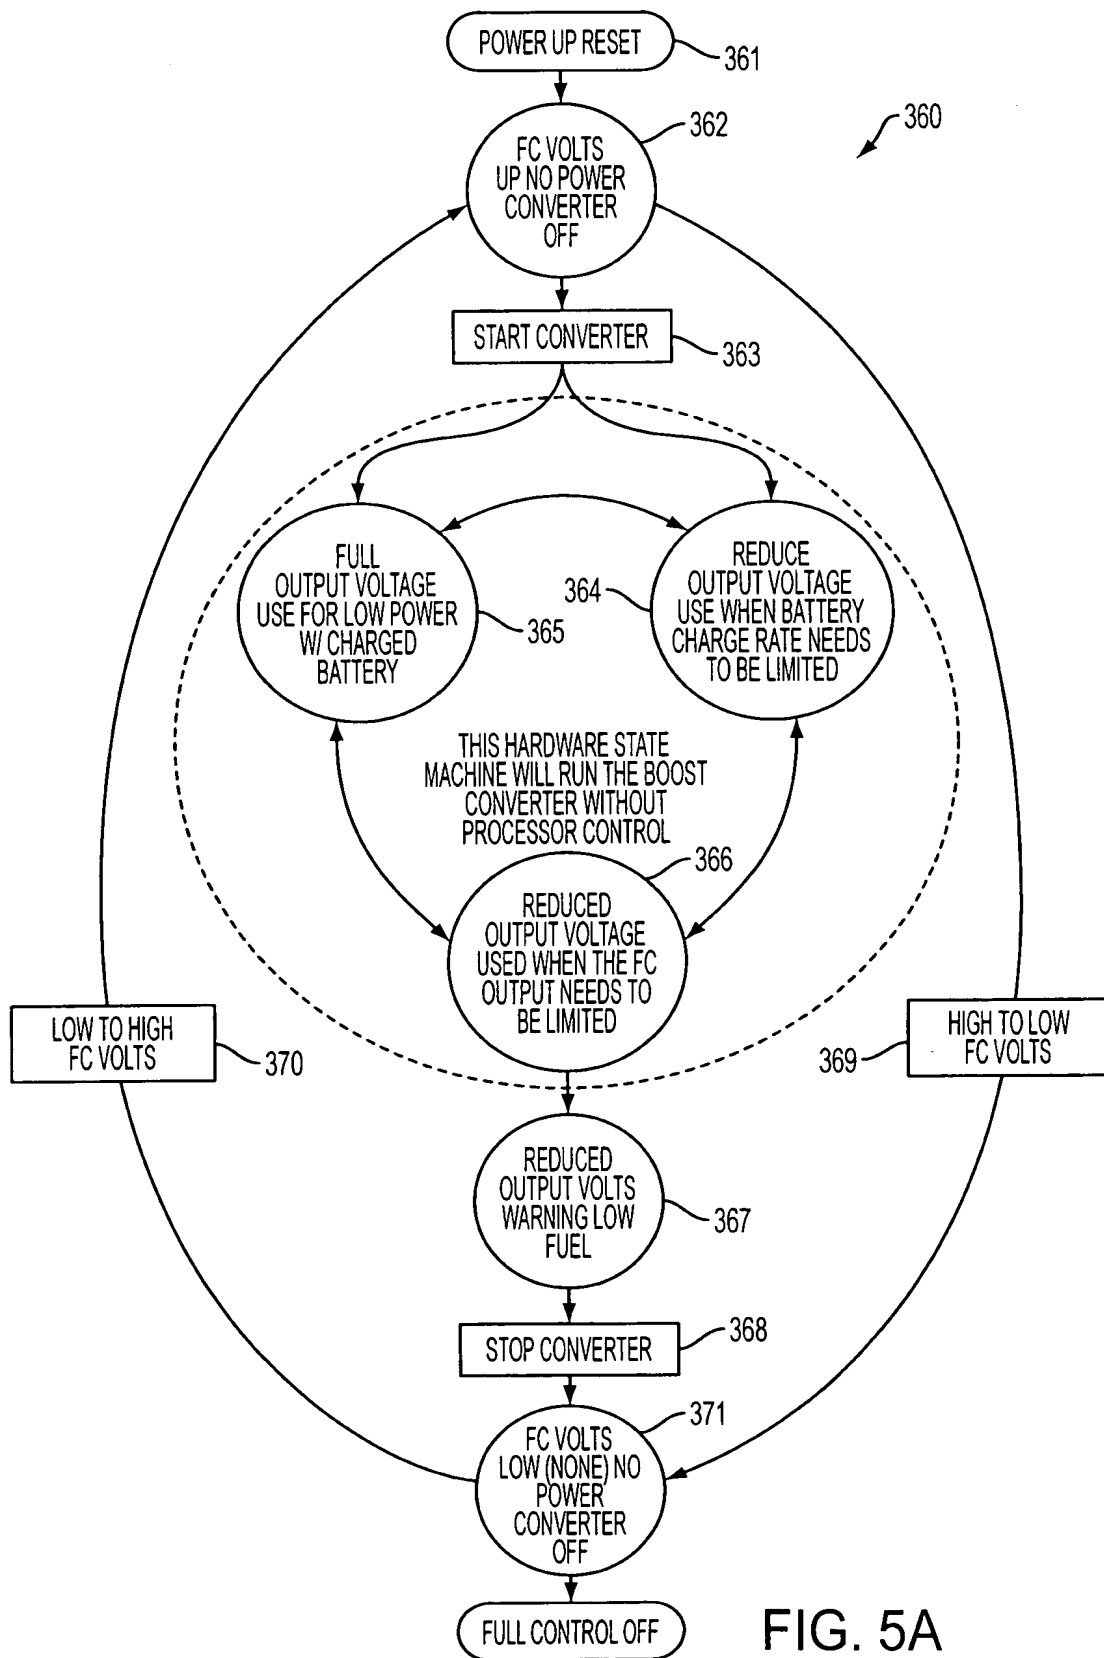 POWER UP RESET
361
362
360
FC VOLTS
UP NO POWER
CONVERTER
OFF
START CONVERTER
363
FULL
OUTPUT VOLTAGE
USE FOR LOW POWER
W/ CHARGED
BATTERY
365
364
REDUCE
OUTPUT VOLTAGE
USE WHEN BATTERY
CHARGE RATE NEEDS
TO BE LIMITED
THIS HARDWARE STATE
MACHINE WILL RUN THE BOOST
CONVERTER WITHOUT
PROCESSOR CONTROL
366
REDUCED
OUTPUT VOLTAGE
USED WHEN THE FC
OUTPUT NEEDS TO
BE LIMITED
LOW TO HIGH
FC VOLTS
370
369
HIGH TO LOW
FC VOLTS
REDUCED
OUTPUT VOLTS
WARNING LOW
FUEL
367
STOP CONVERTER
368
371
FC VOLTS
LOW (NONE) NO
POWER
CONVERTER
OFF
FULL CONTROL OFF
FIG. 5A